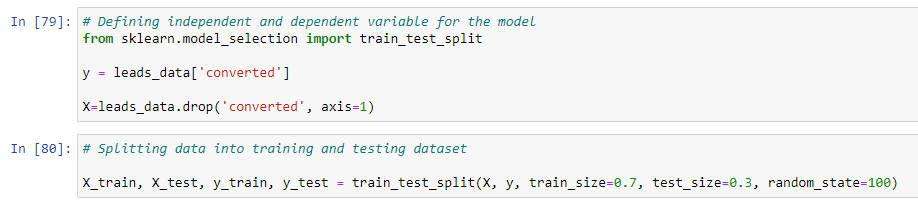 In [79]: # Defining independent and dependent variable for the model
from sklearn.model_selection import train_test_split
y = leads_data['converted']
X=leads_data.drop('converted', axis=1)
In [80]: # Splitting data into training and testing dataset
X_train, X_test, y_train, y_test = train_test_split(X, y, train_size=0.7, test_size=0.3, random_state=100)